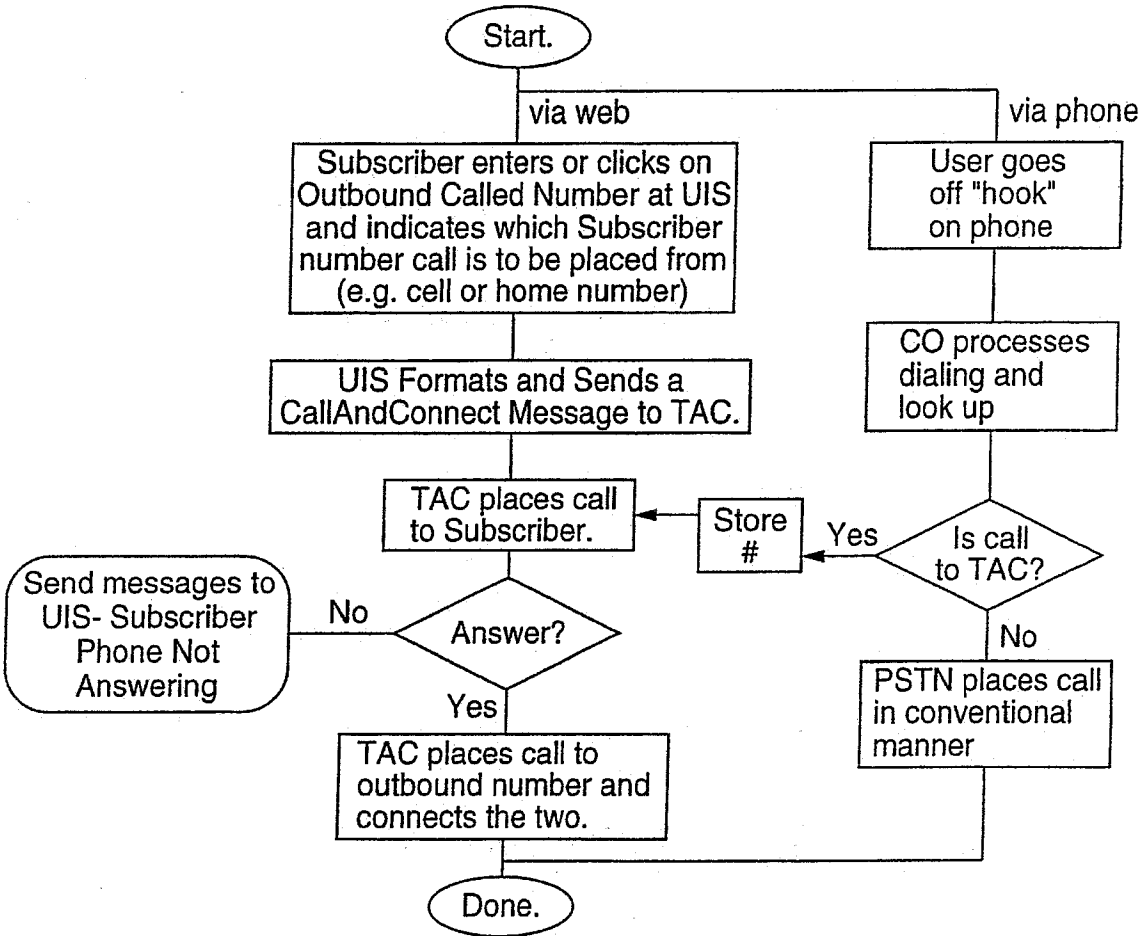 Start.
via web
via phone
Subscriber enters or clicks on
Outbound Called Number at UIS
and indicates which Subscriber
number call is to be placed from
(e.g. cell or home number)
User goes
off "hook"
on phone
UIS Formats and Sends a
CallAndConnect Message to TAC.
CO processes
dialing and
look up
TAC places call
to Subscriber.
Store
#
Yes
Is call
to TAC?
Send messages to
UIS- Subscriber
Phone Not
Answering
No
Answer?
No
Yes
PSTN places call
in conventional
manner
TAC places call to
outbound number and
connects the two.
Done.